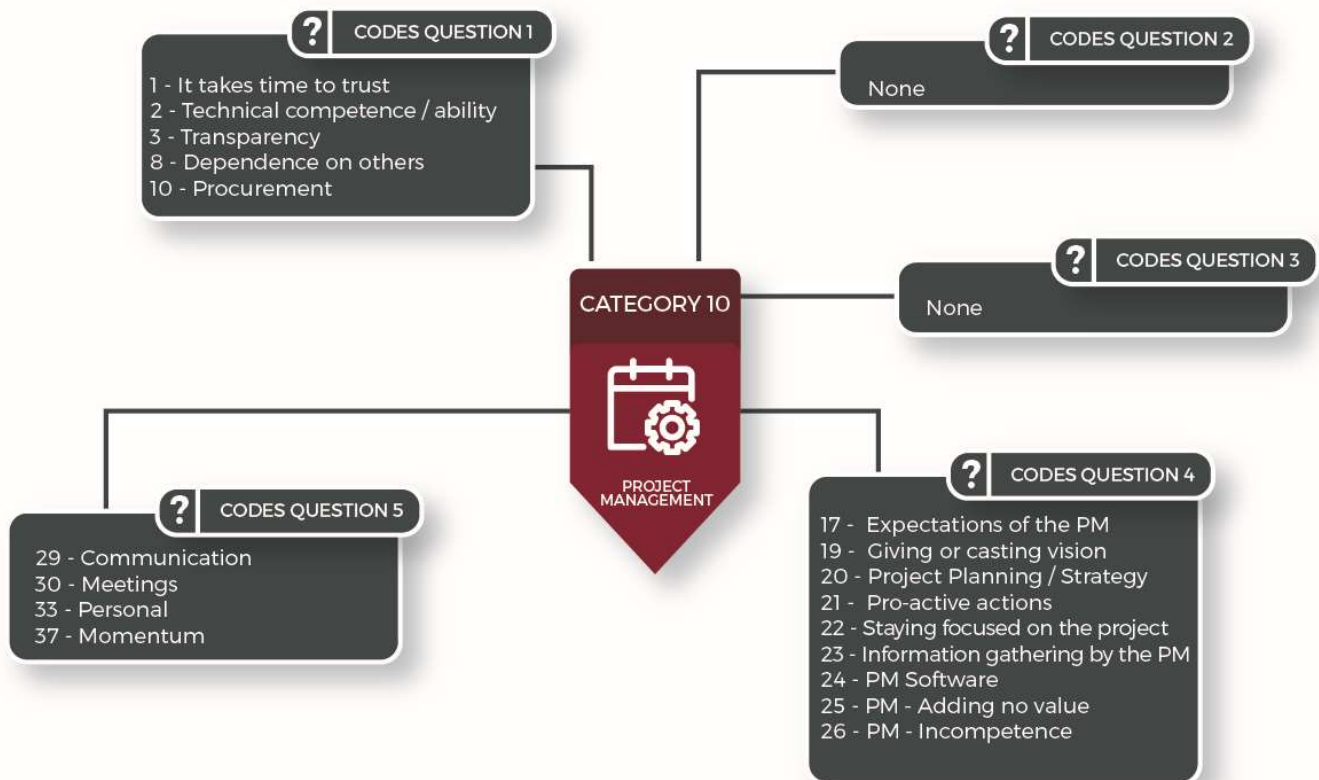 CODES QUESTION 1
1 - It takes time to trust
2 - Technical competence / ability
3 - Transparency
8 - Dependence on others
10 - Procurement
CODES QUESTION 2
None
CODES QUESTION 3
None
CATEGORY 10
PROJECT
MANAGEMENT
CODES QUESTION 5
29 - Communication
30 - Meetings
33 - Personal
37 - Momentum
CODES QUESTION 4
17 - Expectations of the PM
19 - Giving or casting vision
20 - Project Planning / Strategy
21 - Pro-active actions
22 - Staying focused on the project
23 - Information gathering by the PM
24 - PM Software
25 - PM - Adding no value
26 - PM - Incompetence